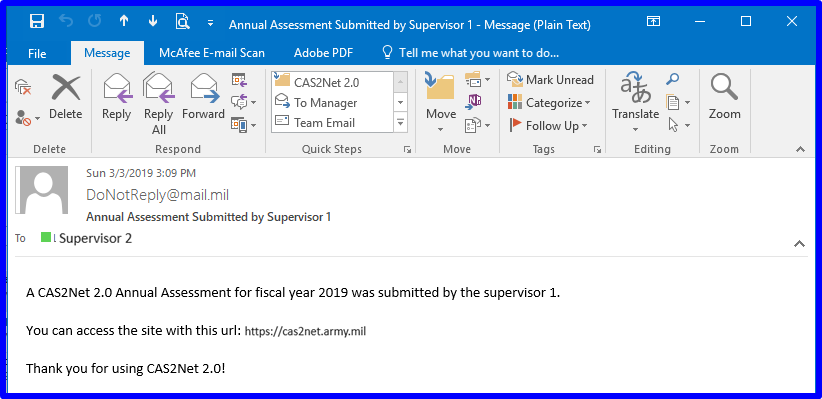 Annual Assessment Submitted by Supervisor 1 - Message (Plain Text)
File Message McAfee E-mail Scan Adobe PDF Tell me what you want to do...
Delete
Reply
Reply All
Forward
CAS2Net 2.0
To Manager
Team Email
Move
Mark Unread
Categorize
Follow Up
Translate
Zoom
Delete Respond Quick Steps Move Tags Editing Zoom
Sun 3/3/2019 3:09 PM
DoNotReply@mail.mil
Annual Assessment Submitted by Supervisor 1
To Supervisor 2
A CAS2Net 2.0 Annual Assessment for fiscal year 2019 was submitted by the supervisor 1.
You can access the site with this url: https://cas2net.army.mil
Thank you for using CAS2Net 2.0!